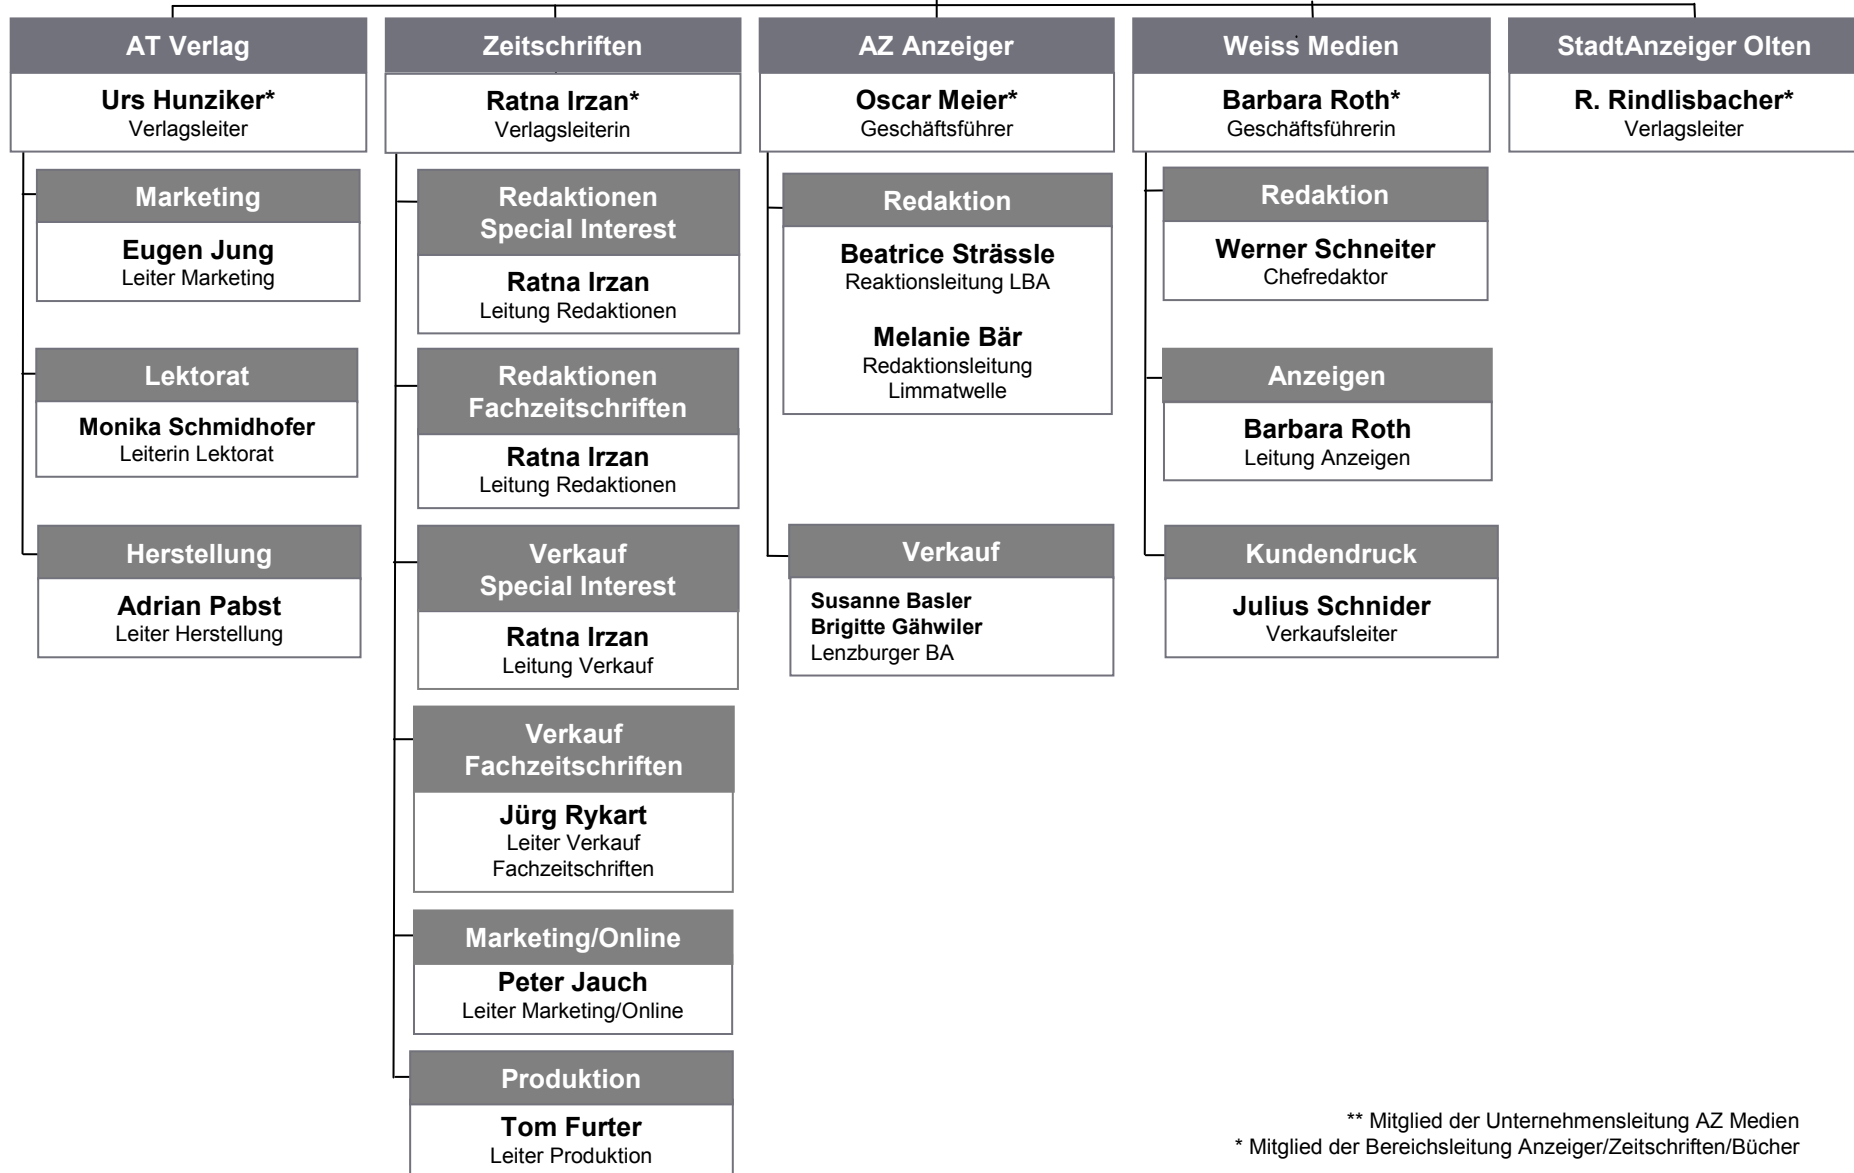 AT Verlag
Urs Hunziker*
Verlagsleiter
Marketing
Eugen Jung
Leiter Marketing
Lektorat
Monika Schmidhofer
Leiterin Lektorat
Herstellung
Adrian Pabst
Leiter Herstellung
Zeitschriften
Ratna Irzan*
Verlagsleiterin
Redaktionen
Special Interest
Ratna Irzan
Leitung Redaktionen
Redaktionen
Fachzeitschriften
Ratna Irzan
Leitung Redaktionen
Verkauf
Special Interest
Ratna Irzan
Leitung Verkauf
Verkauf
Fachzeitschriften
Jürg Rykart
Leiter Verkauf
Fachzeitschriften
Marketing/Online
Peter Jauch
Leiter Marketing/Online
Produktion
Tom Furter
Leiter Produktion
AZ Anzeiger
Oscar Meier*
Geschäftsführer
Redaktion
Beatrice Strässle
Reaktionsleitung LBA
Melanie Bär
Redaktionsleitung
Limmatwelle
Verkauf
Susanne Basler
Brigitte Gähwiler
Lenzburger BA
Weiss Medien
Barbara Roth*
Geschäftsführerin
Redaktion
Werner Schneiter
Chefredaktor
Anzeigen
Barbara Roth
Leitung Anzeigen
Kundendruck
Julius Schnider
Verkaufsleiter
StadtAnzeiger Olten
R. Rindlisbacher*
Verlagsleiter
** Mitglied der Unternehmensleitung AZ Medien
* Mitglied der Bereichsleitung Anzeiger/Zeitschriften/Bücher